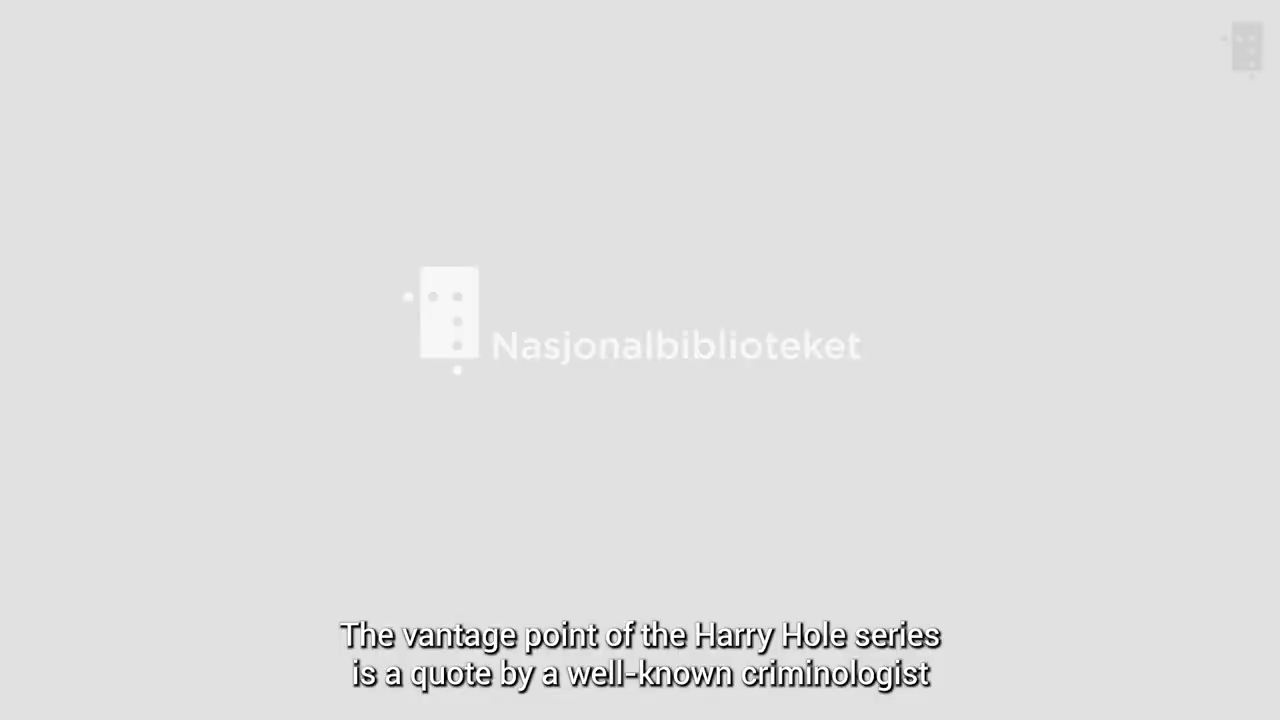 Nasjonalbiblioteket
The vantage point of the Harry Hole series
is a quote by a well-known criminologist